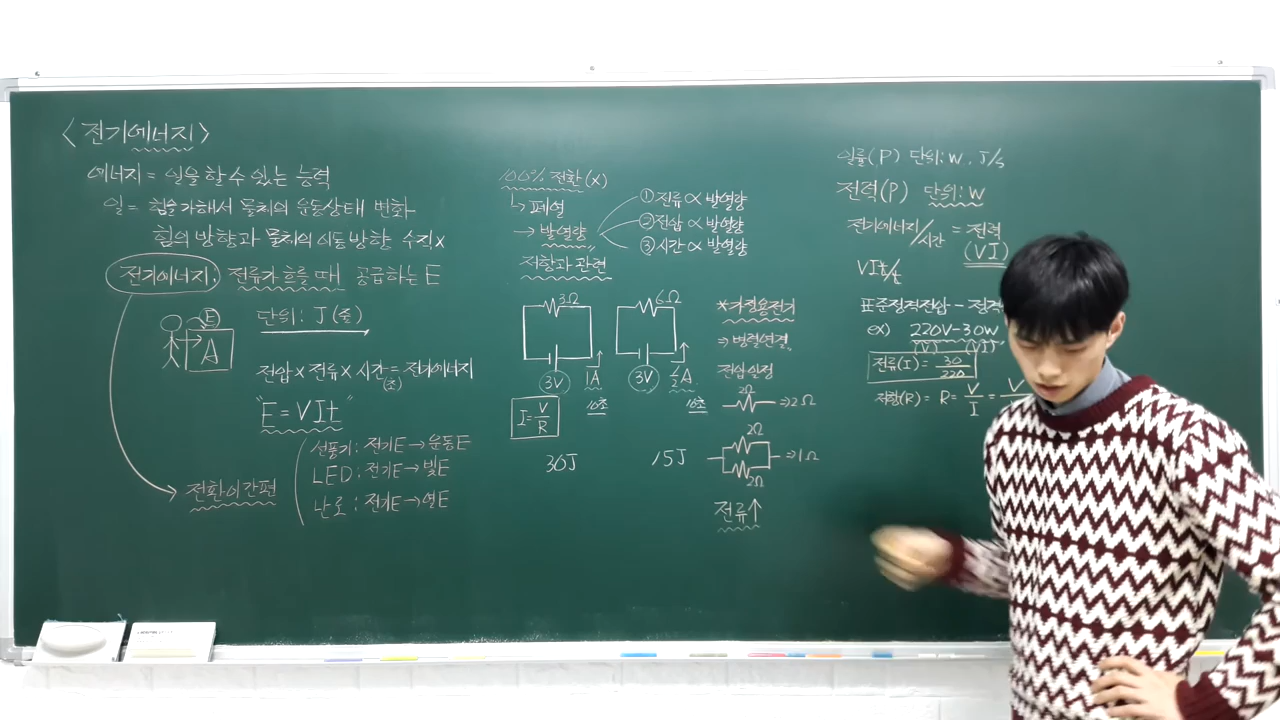 <전기에너지>
에너지 = 일을 할 수 있는 능력
일 = 힘을 가해서 물체의 운동상태 변화
힘의 방향과 물체의 이동 방향 수직 X
전기에너지, 전류가 흐를 때 공급하는 E
E
A
단위: J (줄)
전압 X 전류 X 시간 = 전기에너지
(초)
"E = VIt"
선풍기: 전기E → 운동E
LED: 전기E → 빛E
난로: 전기E → 열E
전환이 간편
100% 전환 (X)
↳ 폐열
→ 발열량
① 전류 ∝ 발열량
② 전압 ∝ 발열량
③ 시간 ∝ 발열량
저항과 관련
3Ω
3V
1A
10초
I = V/R
30J
6Ω
3V
1/2 A
10초
15J
*가정용전기
⇒ 병렬연결
전압일정
2Ω ⇒ 2Ω
2Ω
2Ω
⇒ 1Ω
전류↑
일률(P) 단위: W, J/s
전력(P) 단위: W
전기에너지/시간 = 전력
(VI)
VIt/t
표준정격전압 - 정격
ex) 220V-30W
(V) (VI)
전류(I) = 30/220
저항(R) = R = V/I = V